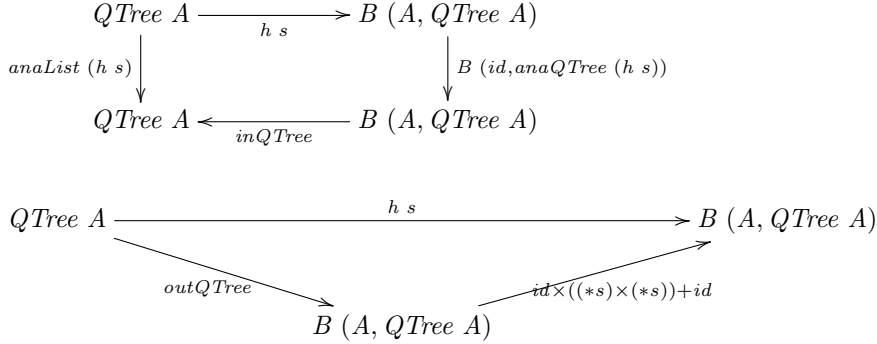 QTree A h s B (A, QTree A)
anaList (h s) B (id,anaQTree (h s))
QTree A inQTree B (A, QTree A)
QTree A h s B (A, QTree A)
outQTree id×((∗s)×(∗s))+id
B (A, QTree A)